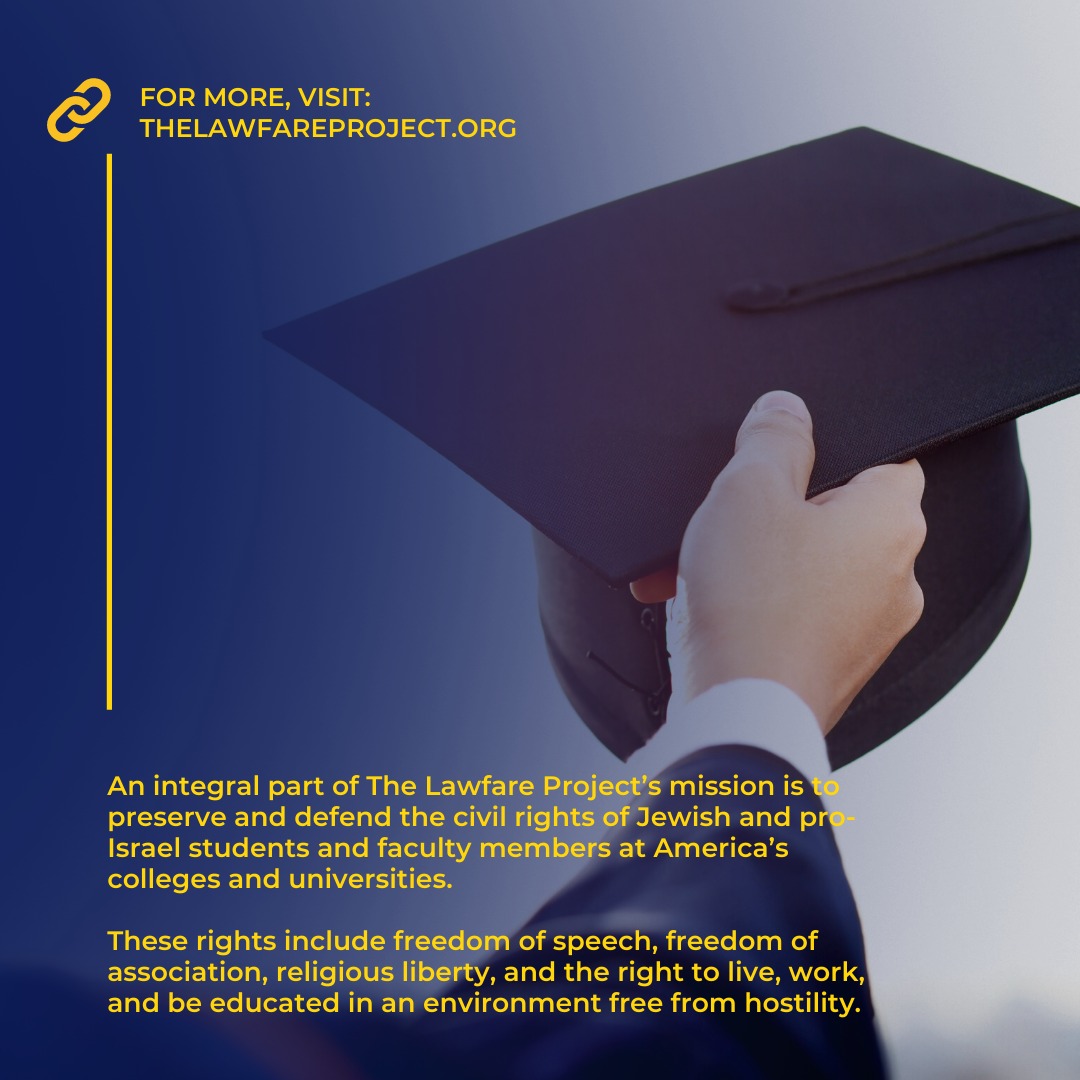 FOR MORE, VISIT:
THELAWFAREPROJECT.ORG
An integral part of The Lawfare Project’s mission is to
preserve and defend the civil rights of Jewish and pro-
Israel students and faculty members at America’s
colleges and universities.
These rights include freedom of speech, freedom of
association, religious liberty, and the right to live, work,
and be educated in an environment free from hostility.